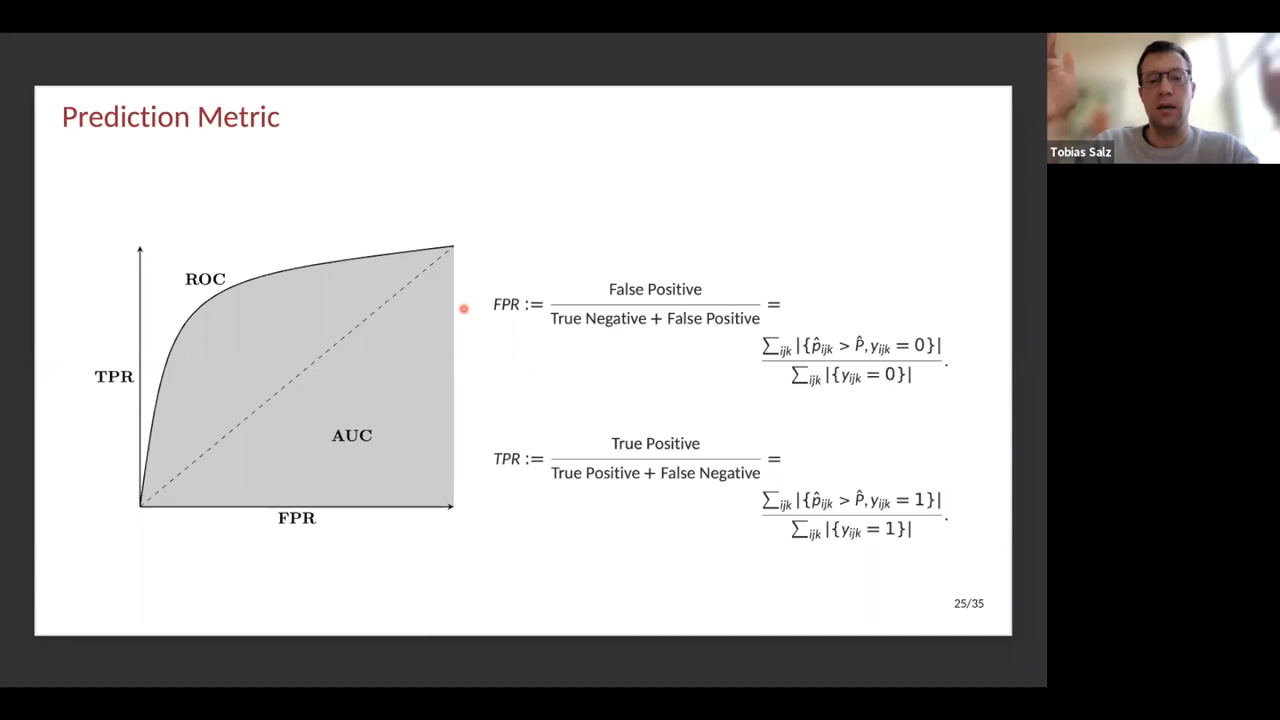 Prediction Metric
Tobias Salz
ROC
TPR
AUC
FPR
FPR := False Positive / True Negative + False Positive =
∑ijk |{p̂ijk > P̂, yijk = 0}| / ∑ijk |{yijk = 0}| .
TPR := True Positive / True Positive + False Negative =
∑ijk |{p̂ijk > P̂, yijk = 1}| / ∑ijk |{yijk = 1}| .
25/35